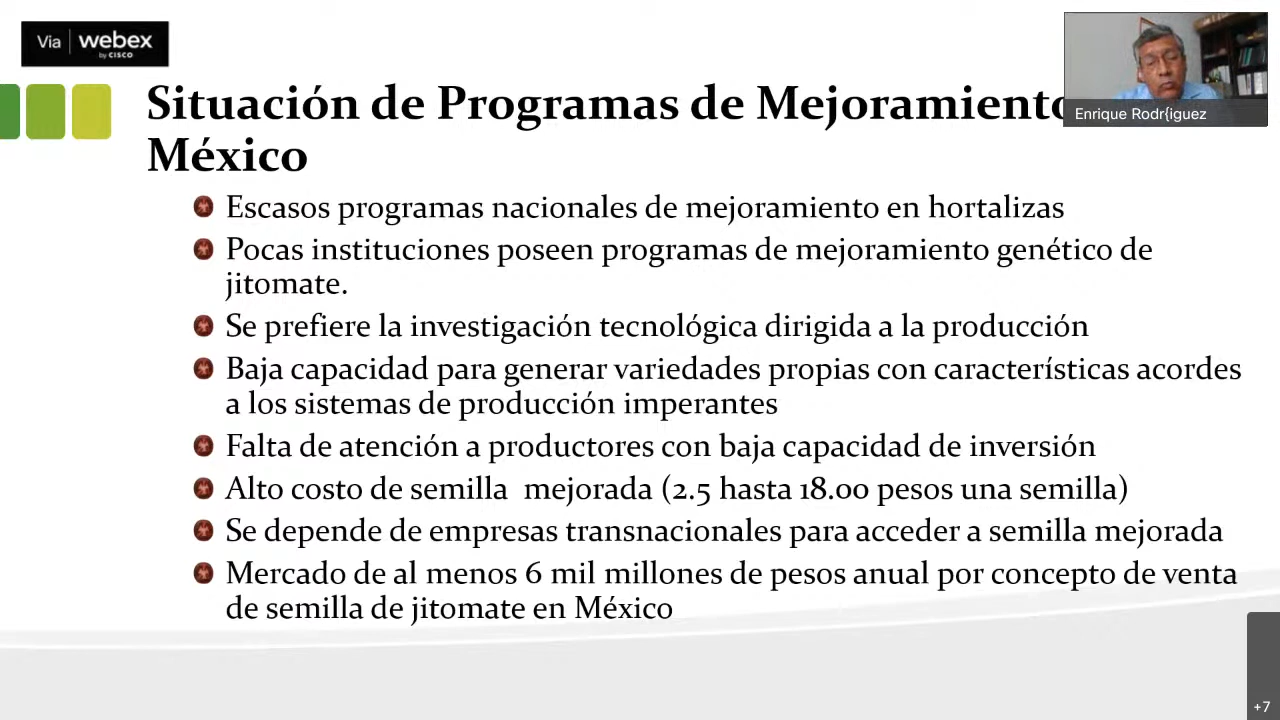 Via webex
by CISCO
Situación de Programas de Mejoramiento
México
Enrique Rodr{iguez
Escasos programas nacionales de mejoramiento en hortalizas
Pocas instituciones poseen programas de mejoramiento genético de
jitomate.
Se prefiere la investigación tecnológica dirigida a la producción
Baja capacidad para generar variedades propias con características acordes
a los sistemas de producción imperantes
Falta de atención a productores con baja capacidad de inversión
Alto costo de semilla  mejorada (2.5 hasta 18.00 pesos una semilla)
Se depende de empresas transnacionales para acceder a semilla mejorada
Mercado de al menos 6 mil millones de pesos anual por concepto de venta
de semilla de jitomate en México
+7